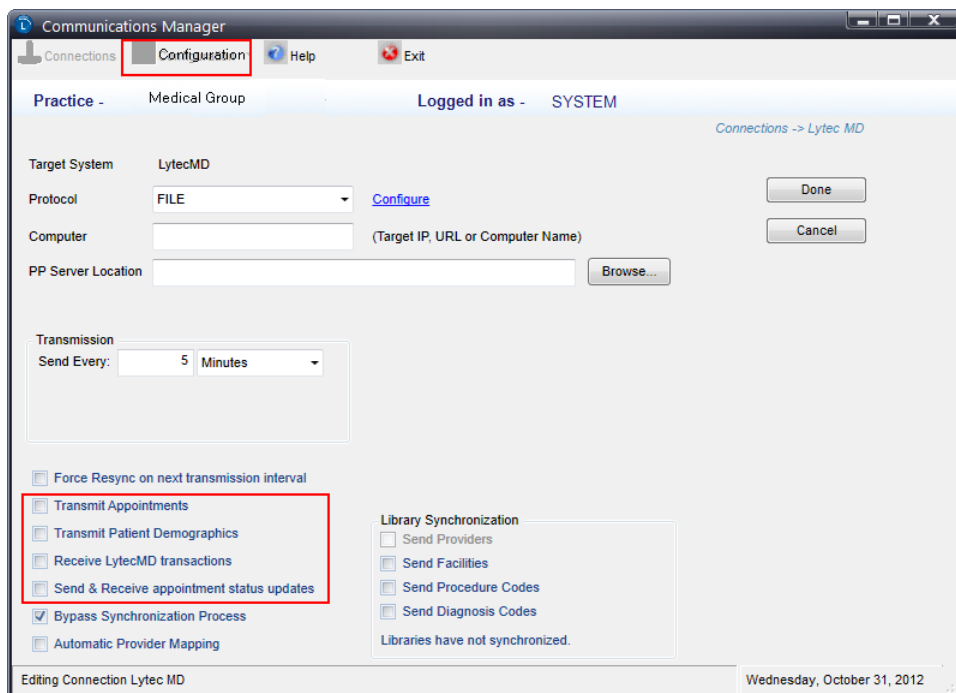 Communications Manager
Connections Configuration Help Exit
Practice - Medical Group Logged in as - SYSTEM
Connections -> Lytec MD
Target System LytecMD
Protocol FILE Configure Done
Computer (Target IP, URL or Computer Name) Cancel
PP Server Location Browse...
Transmission
Send Every: 5 Minutes
Force Resync on next transmission interval
Transmit Appointments
Transmit Patient Demographics
Receive LytecMD transactions
Send & Receive appointment status updates
Bypass Synchronization Process
Automatic Provider Mapping
Library Synchronization
Send Providers
Send Facilities
Send Procedure Codes
Send Diagnosis Codes
Libraries have not synchronized.
Editing Connection Lytec MD Wednesday, October 31, 2012